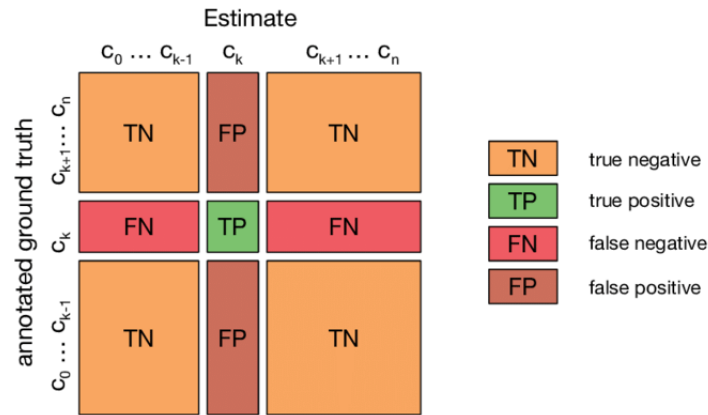 Estimate
c₀ … cₖ₋₁ cₖ cₖ₊₁ … cₙ
annotated ground truth
cₖ₊₁ … cₙ
TN FP TN
cₖ
FN TP FN
c₀ … cₖ₋₁
TN FP TN
TN true negative
TP true positive
FN false negative
FP false positive